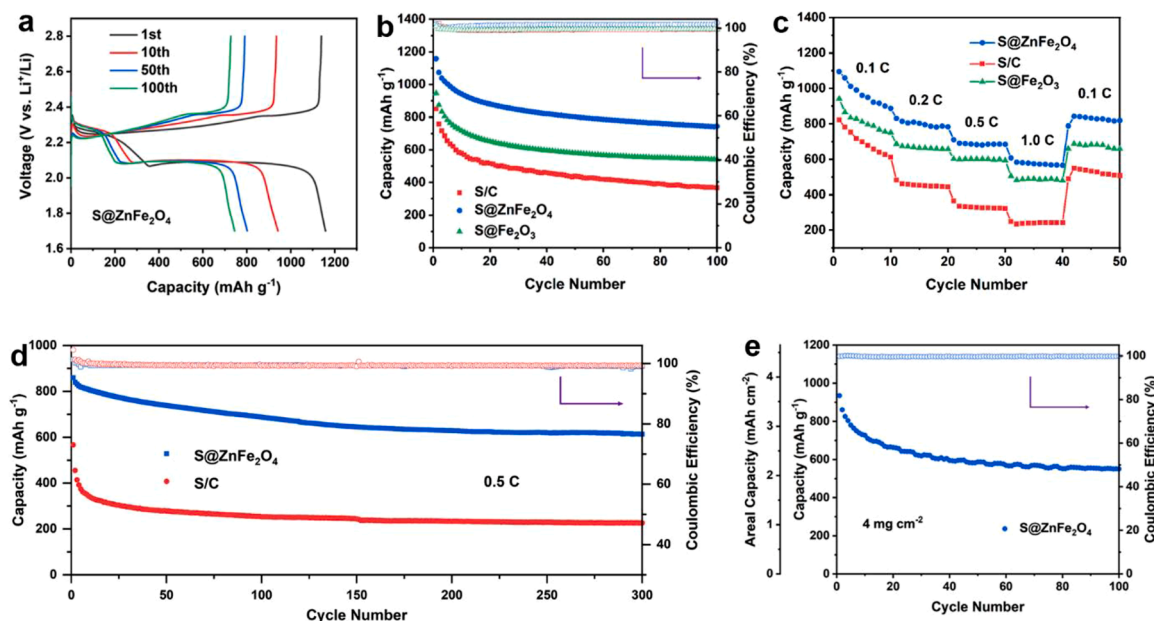 a
1st
10th
50th
100th
S@ZnFe₂O₄
Voltage (V vs. Li⁺/Li)
2.8
2.6
2.4
2.2
2.0
1.8
1.6
0 200 400 600 800 1000 1200
Capacity (mAh g⁻¹)
b
Capacity (mAh g⁻¹)
1400
1200
1000
800
600
400
200
0
S/C
S@ZnFe₂O₄
S@Fe₂O₃
100
80
60
40
20
0
Coulombic Efficiency (%)
0 20 40 60 80 100
Cycle Number
c
Capacity (mAh g⁻¹)
1400
1200
1000
800
600
400
200
S@ZnFe₂O₄
S/C
S@Fe₂O₃
0.1 C
0.2 C
0.5 C
1.0 C
0.1 C
0 10 20 30 40 50
Cycle Number
d
Capacity (mAh g⁻¹)
1000
800
600
400
200
0
S@ZnFe₂O₄
S/C
0.5 C
100
80
60
40
Coulombic Efficiency (%)
0 50 100 150 200 250 300
Cycle Number
e
Areal Capacity (mAh cm⁻²)
4
3
2
1
0
Capacity (mAh g⁻¹)
1200
1000
800
600
400
200
0
4 mg cm⁻²
S@ZnFe₂O₄
100
80
60
40
20
0
Coulombic Efficiency (%)
0 20 40 60 80 100
Cycle Number